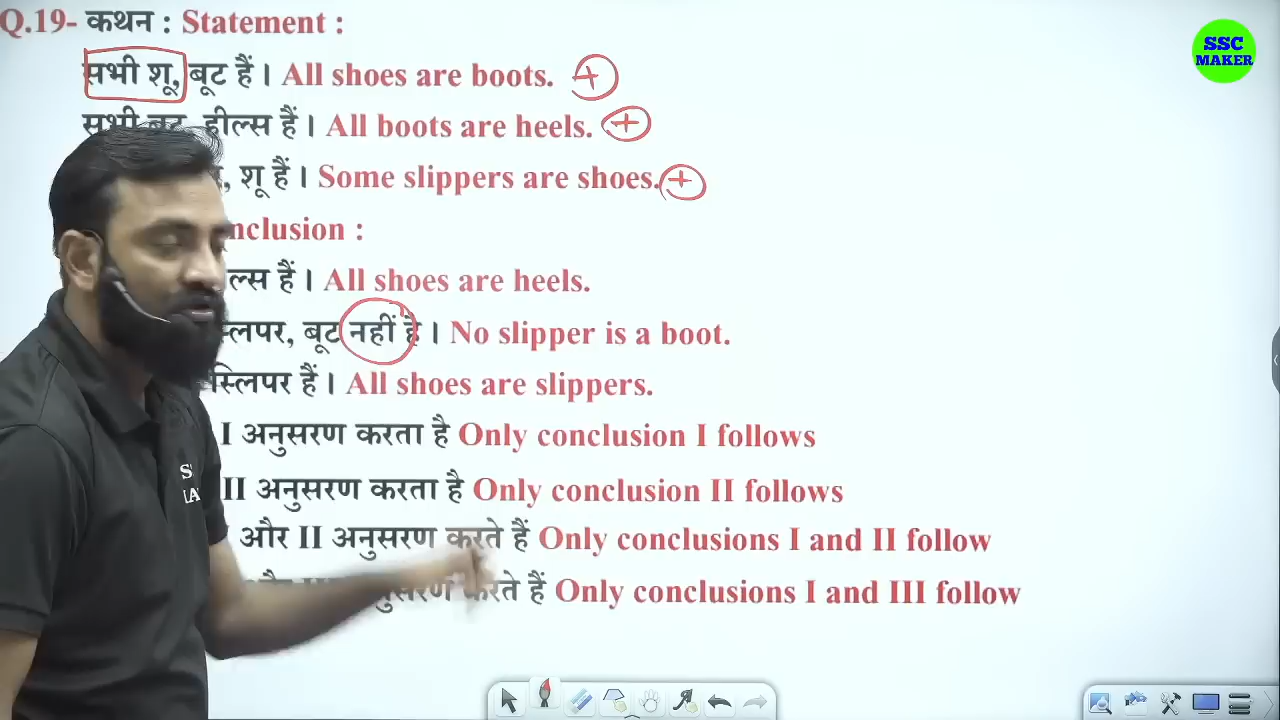 Q.19- कथन : Statement :
SSC
MAKER
सभी शू, बूट हैं। All shoes are boots. +
सभी बूट, हील्स हैं। All boots are heels. +
, शू हैं। Some slippers are shoes. +
nclusion :
ल्स हैं। All shoes are heels.
स्लिपर, बूट नहीं है। No slipper is a boot.
स्लिपर हैं। All shoes are slippers.
I अनुसरण करता है Only conclusion I follows
II अनुसरण करता है Only conclusion II follows
और II अनुसरण करते हैं Only conclusions I and II follow
करते हैं Only conclusions I and III follow